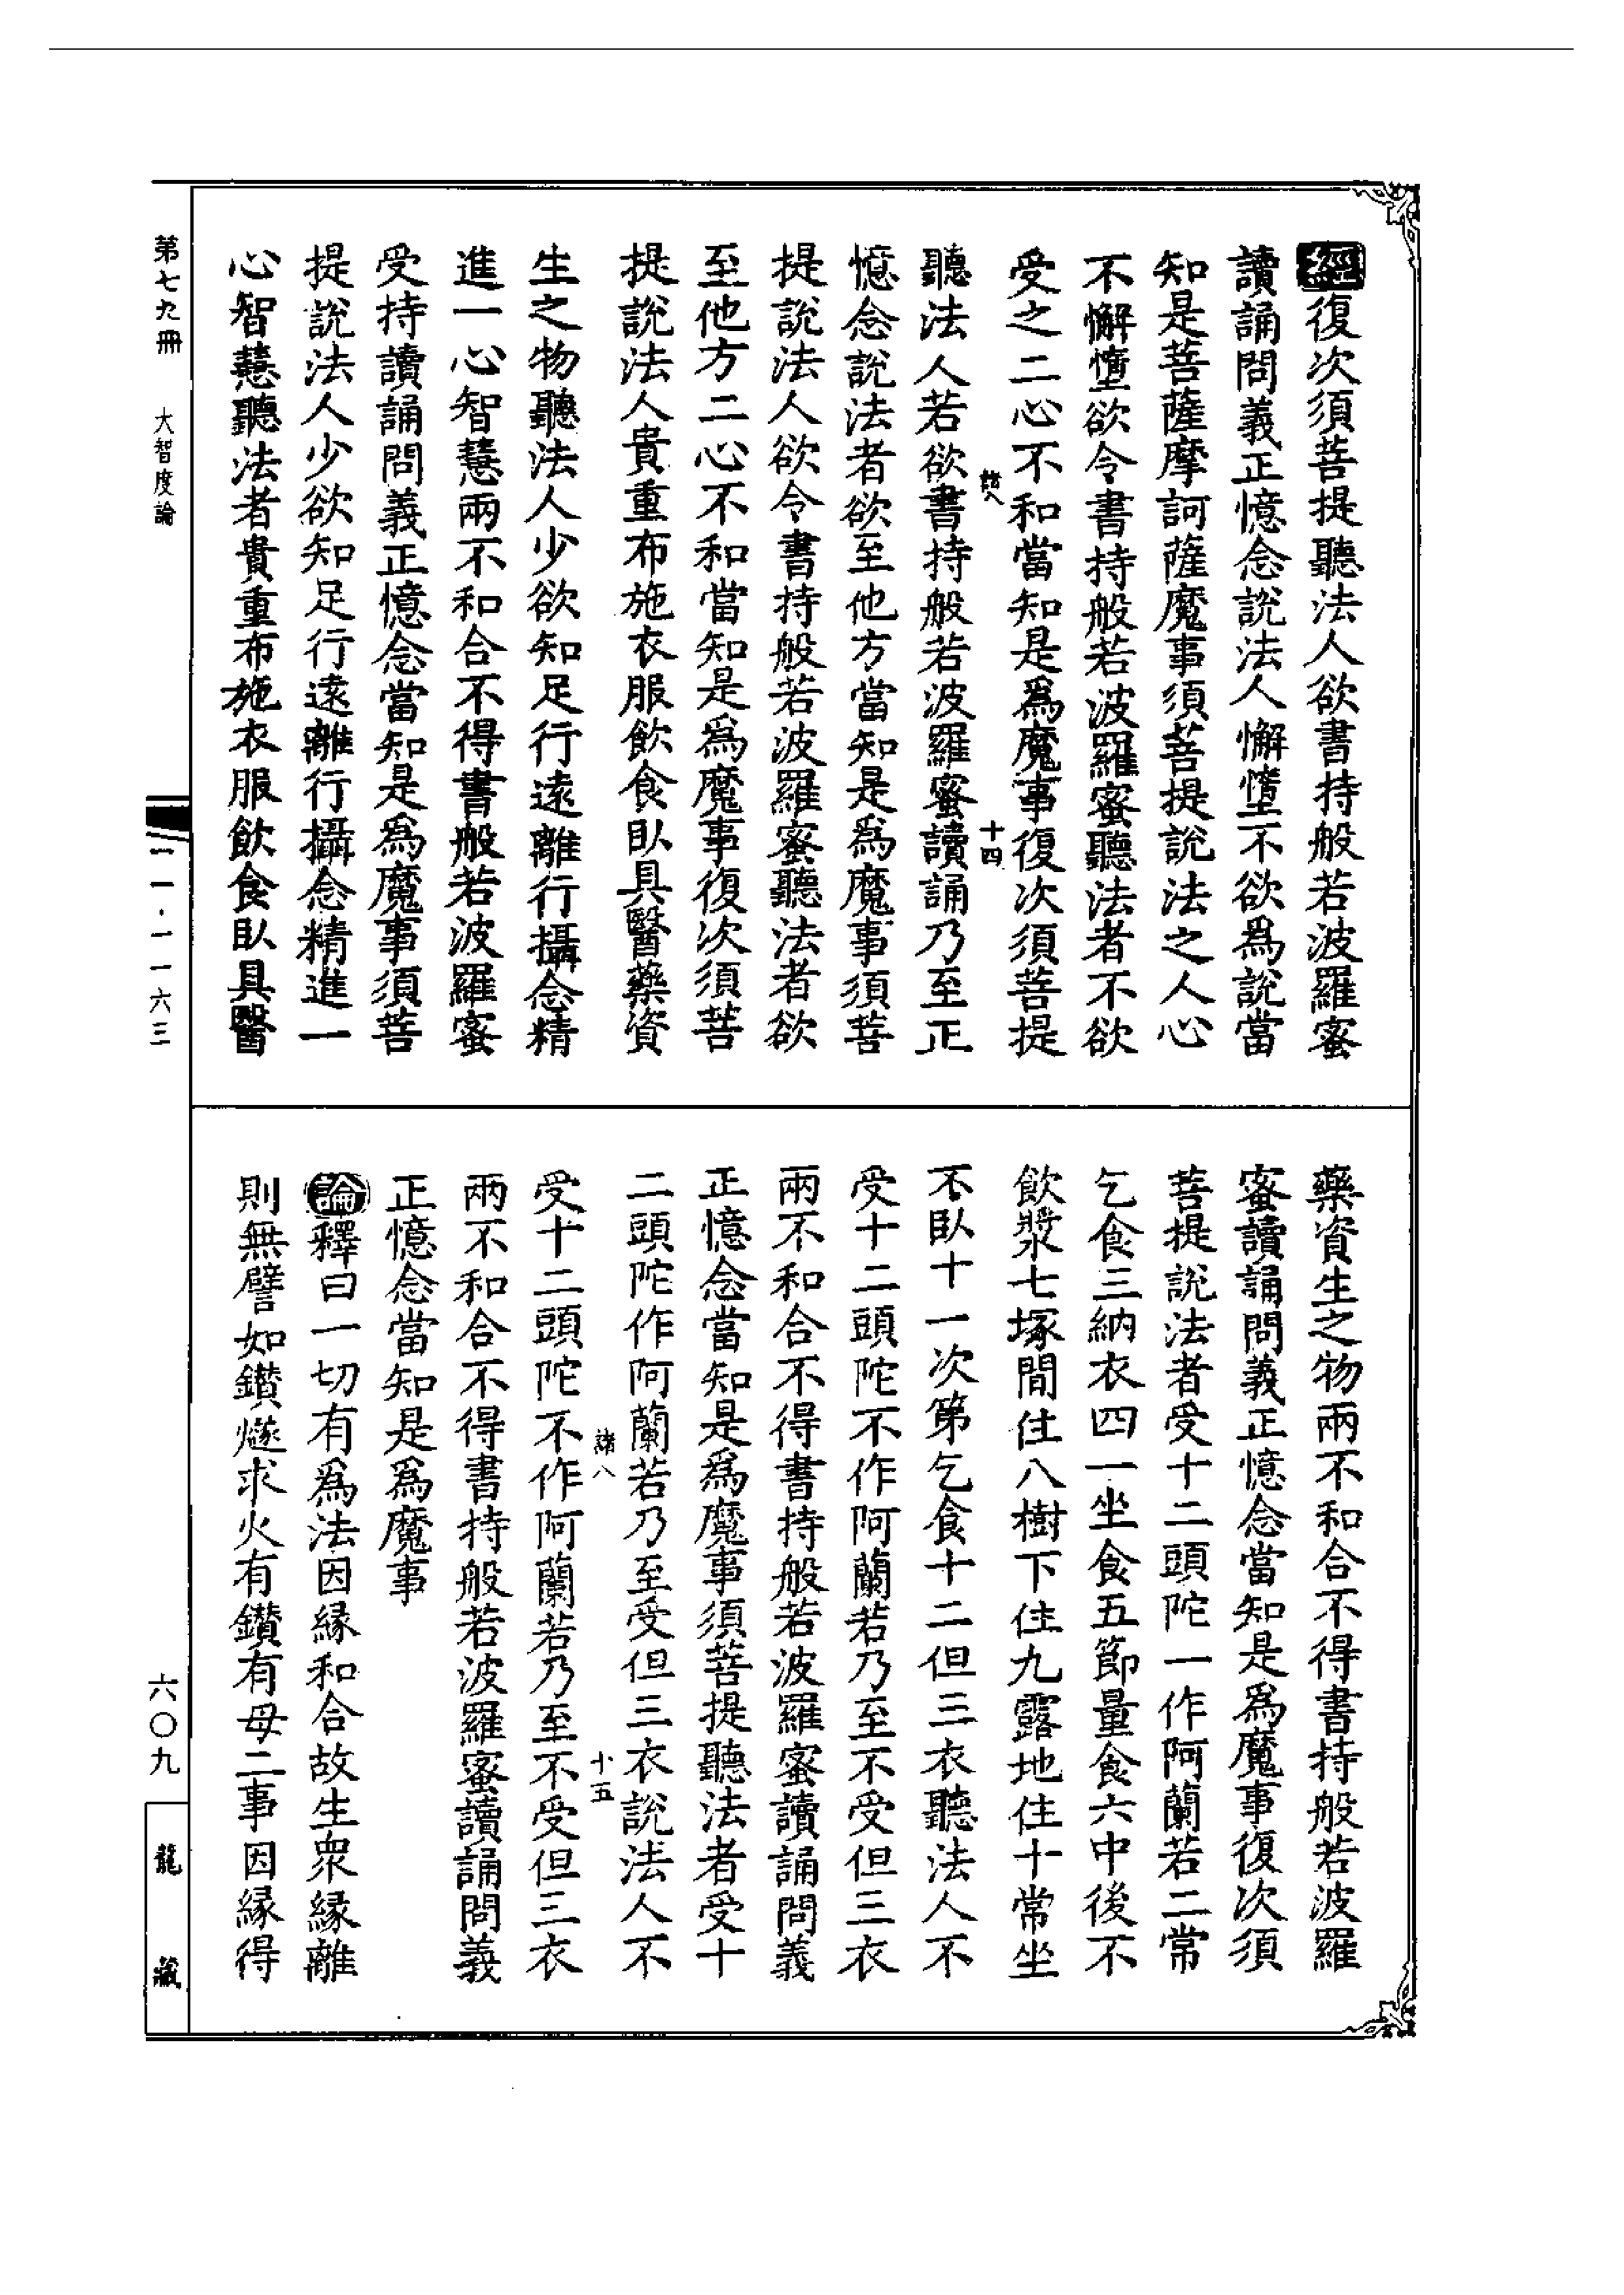 經復次須菩提聽法人欲書持般若波羅蜜
讀誦問義正憶念說法人懈墮不欲爲說當
知是菩薩摩訶薩魔事須菩提說法之人心
不懈墮欲令書持般若波羅蜜聽法者不欲
受之二心不和當知是爲魔事復次須菩提
諸八
十四
聽法人若欲書持般若波羅蜜讀誦乃至正
憶念說法者欲至他方當知是爲魔事須菩
提說法人欲令書持般若波羅蜜聽法者欲
至他方二心不和當知是爲魔事復次須菩
提說法人貴重布施衣服飲食臥具醫藥資
生之物聽法人少欲知足行遠離行攝念精
進一心智慧兩不和合不得書般若波羅蜜
受持讀誦問義正憶念當知是爲魔事須菩
提說法人少欲知足行遠離行攝念精進一
心智慧聽法者貴重布施衣服飲食臥具醫
藥資生之物兩不和合不得書持般若波羅
蜜讀誦問義正憶念當知是爲魔事復次須
菩提說法者受十二頭陀一作阿蘭若二常
乞食三納衣四一坐食五節量食六中後不
飲漿七塚間住八樹下住九露地住十常坐
不臥十一次第乞食十二但三衣聽法人不
受十二頭陀不作阿蘭若乃至不受但三衣
兩不和合不得書持般若波羅蜜讀誦問義
正憶念當知是爲魔事須菩提聽法者受十
二頭陀作阿蘭若乃至受但三衣說法人不
諸八
十五
受十二頭陀不作阿蘭若乃至不受但三衣
兩不和合不得書持般若波羅蜜讀誦問義
正憶念當知是爲魔事
論釋曰一切有爲法因緣和合故生衆緣離
則無譬如鑽燧求火有鑽有母二事因緣得
第七九冊 大智度論
一一·一一六三
六〇九
龍藏